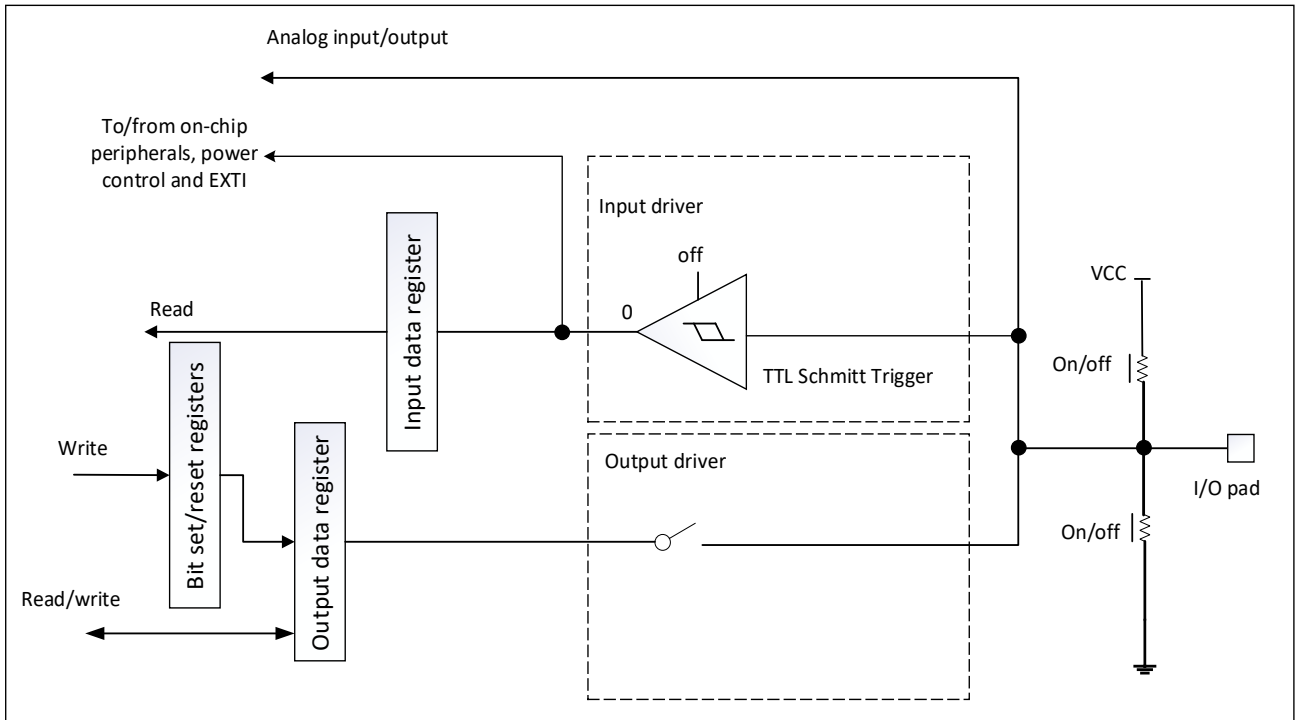 Analog input/output
To/from on-chip
peripherals, power
control and EXTI
Input driver
off
0
TTL Schmitt Trigger
VCC
On/off
Read
Input data register
Bit set/reset registers
Write
Output data register
Output driver
I/O pad
On/off
Read/write